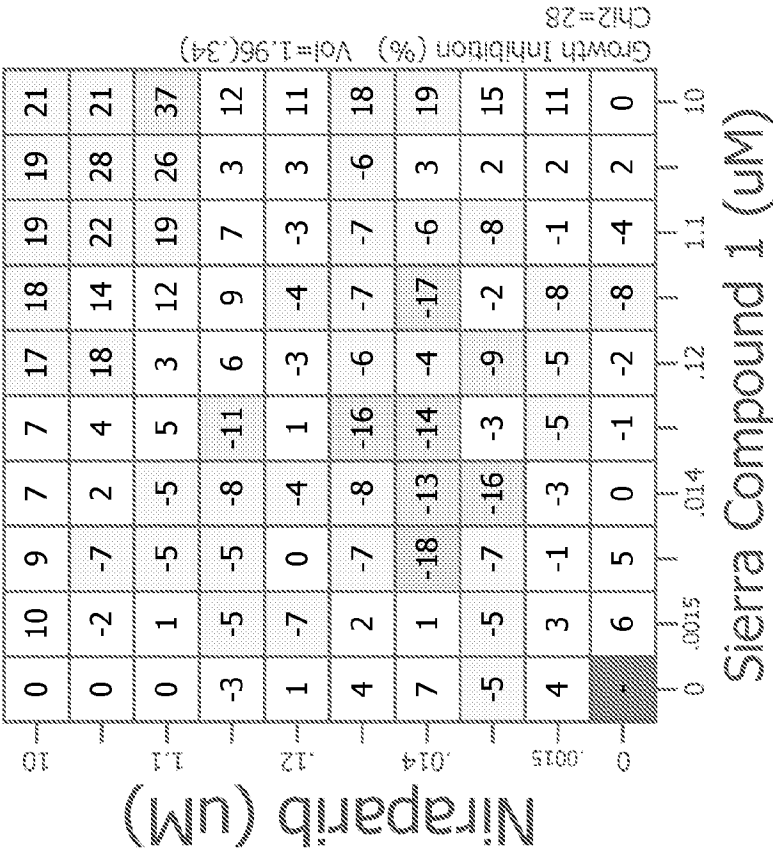 Niraparib (uM)
10 0 10 9 7 7 17 18 19 19 21
0 -2 -7 2 4 18 14 22 28 21
1.1 0 1 -5 -5 5 3 12 19 26 37
-3 -5 -5 -8 -11 6 9 7 3 12
.12 1 -7 0 -4 1 -3 -4 -3 3 11
4 2 -7 -8 -16 -6 -7 -7 -6 18
.014 7 1 -18 -13 -14 -4 -17 -6 3 19
-5 -5 -7 -16 -3 -9 -2 -8 2 15
.0015 4 3 -1 -3 -5 -5 -8 -1 2 11
0 - 6 5 0 -1 -2 -8 -4 2 0
0 .0015 .014 .12 1.1 10
Sierra Compound 1 (uM)
Growth Inhibition (%) Vol=1.96(.34)
Chi2=28